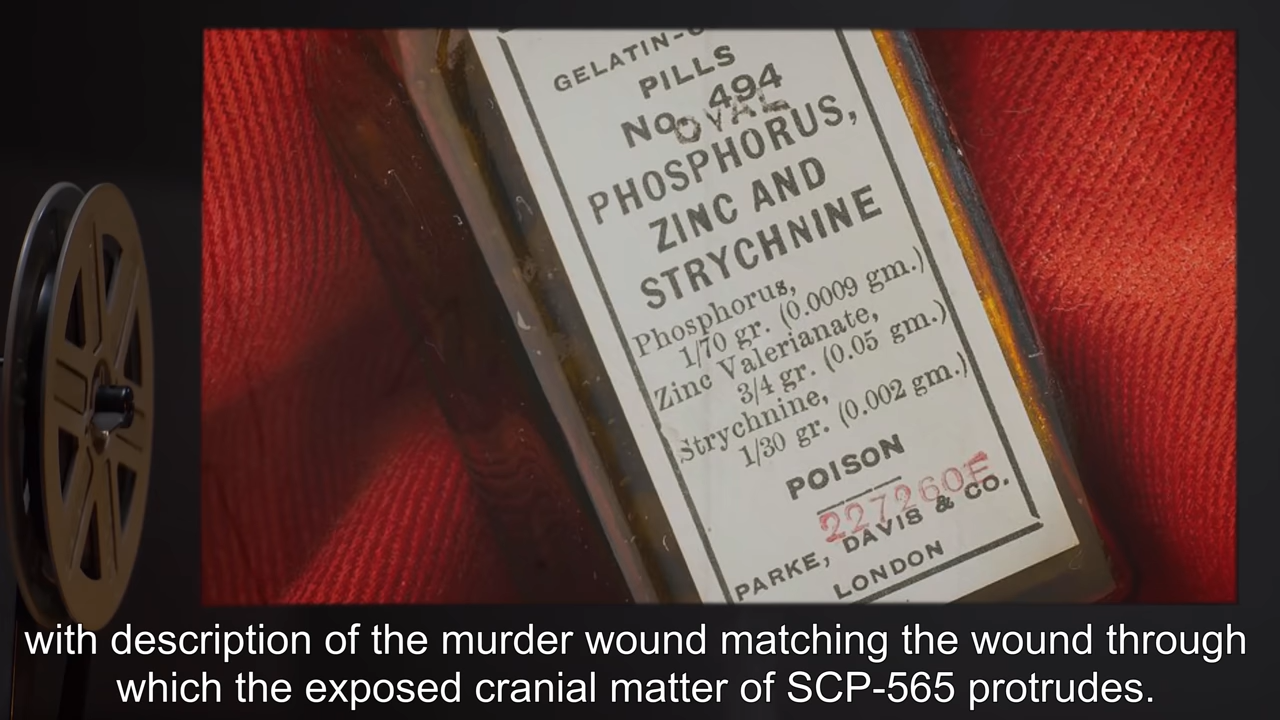 GELATIN-C
PILLS
No. 494
OVAL
PHOSPHORUS,
ZINC AND
STRYCHNINE
Phosphorus,
1/70 gr. (0.0009 gm.)
Zinc Valerianate,
3/4 gr. (0.05 gm.)
Strychnine,
1/30 gr. (0.002 gm.)
POISON
227260E
PARKE, DAVIS & CO.
LONDON
with description of the murder wound matching the wound through
which the exposed cranial matter of SCP-565 protrudes.